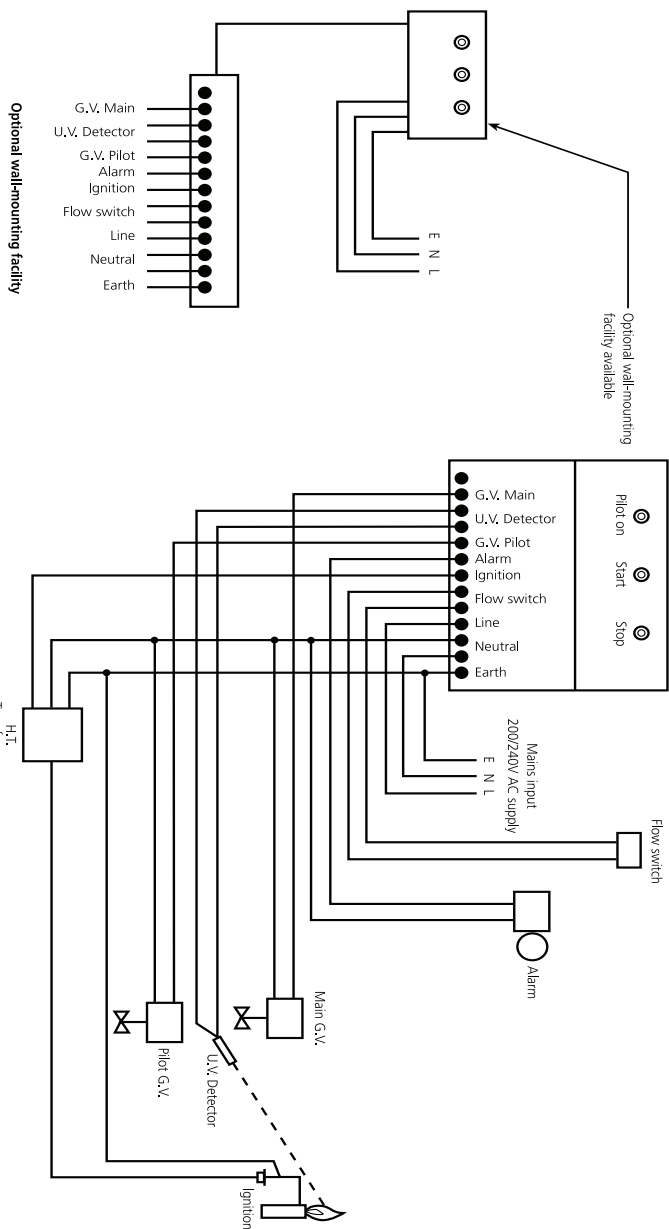 G.V. Main
U.V. Detector
G.V. Pilot
Alarm
Ignition
Flow switch
Line
Neutral
Earth
Optional wall-mounting facility
E N L
Optional wall-mounting
facility available
Pilot on
Start
Stop
G.V. Main
U.V. Detector
G.V. Pilot
Alarm
Ignition
Flow switch
Line
Neutral
Earth
Mains input
200/240V AC supply
E N L
Flow switch
Alarm
Main G.V.
U.V. Detector
Pilot G.V.
Ignition
H.T.